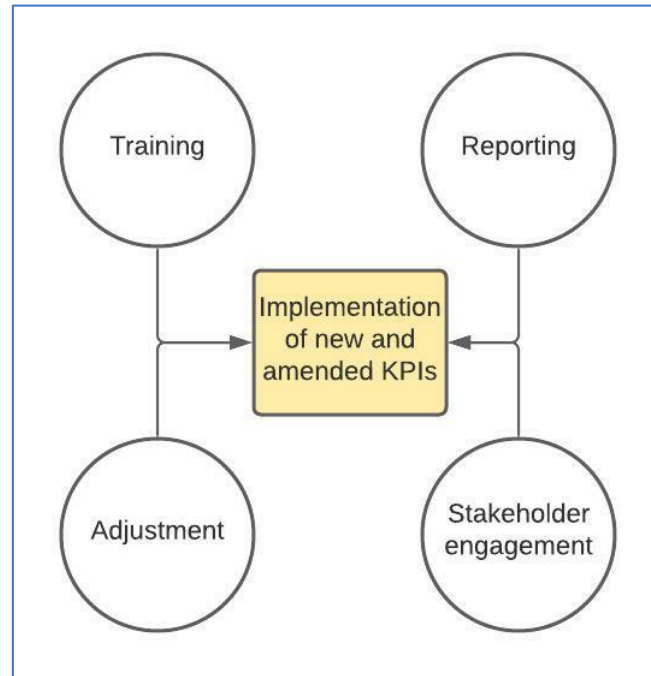 Training
Reporting
Implementation
of new and
amended KPIs
Adjustment
Stakeholder
engagement